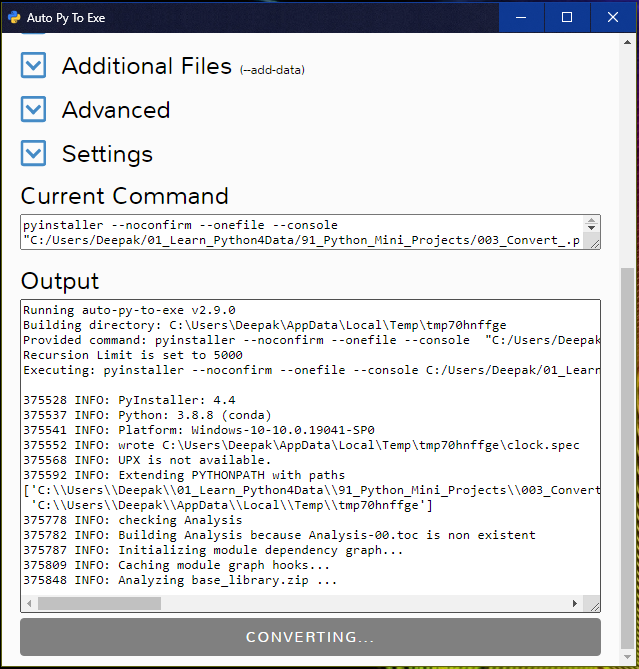 Auto Py To Exe
Additional Files (--add-data)
Advanced
Settings
Current Command
pyinstaller --noconfirm --onefile --console
"C:/Users/Deepak/01_Learn_Python4Data/91_Python_Mini_Projects/003_Convert_.p
Output
Running auto-py-to-exe v2.9.0
Building directory: C:\Users\Deepak\AppData\Local\Temp\tmp70hnffge
Provided command: pyinstaller --noconfirm --onefile --console  "C:/Users/Deepak
Recursion Limit is set to 5000
Executing: pyinstaller --noconfirm --onefile --console C:/Users/Deepak/01_Learn
375528 INFO: PyInstaller: 4.4
375537 INFO: Python: 3.8.8 (conda)
375541 INFO: Platform: Windows-10-10.0.19041-SP0
375552 INFO: wrote C:\Users\Deepak\AppData\Local\Temp\tmp70hnffge\clock.spec
375568 INFO: UPX is not available.
375592 INFO: Extending PYTHONPATH with paths
['C:\\Users\\Deepak\\01_Learn_Python4Data\\91_Python_Mini_Projects\\003_Convert
 'C:\\Users\\Deepak\\AppData\\Local\\Temp\\tmp70hnffge']
375778 INFO: checking Analysis
375782 INFO: Building Analysis because Analysis-00.toc is non existent
375787 INFO: Initializing module dependency graph...
375809 INFO: Caching module graph hooks...
375848 INFO: Analyzing base_library.zip ...
CONVERTING...